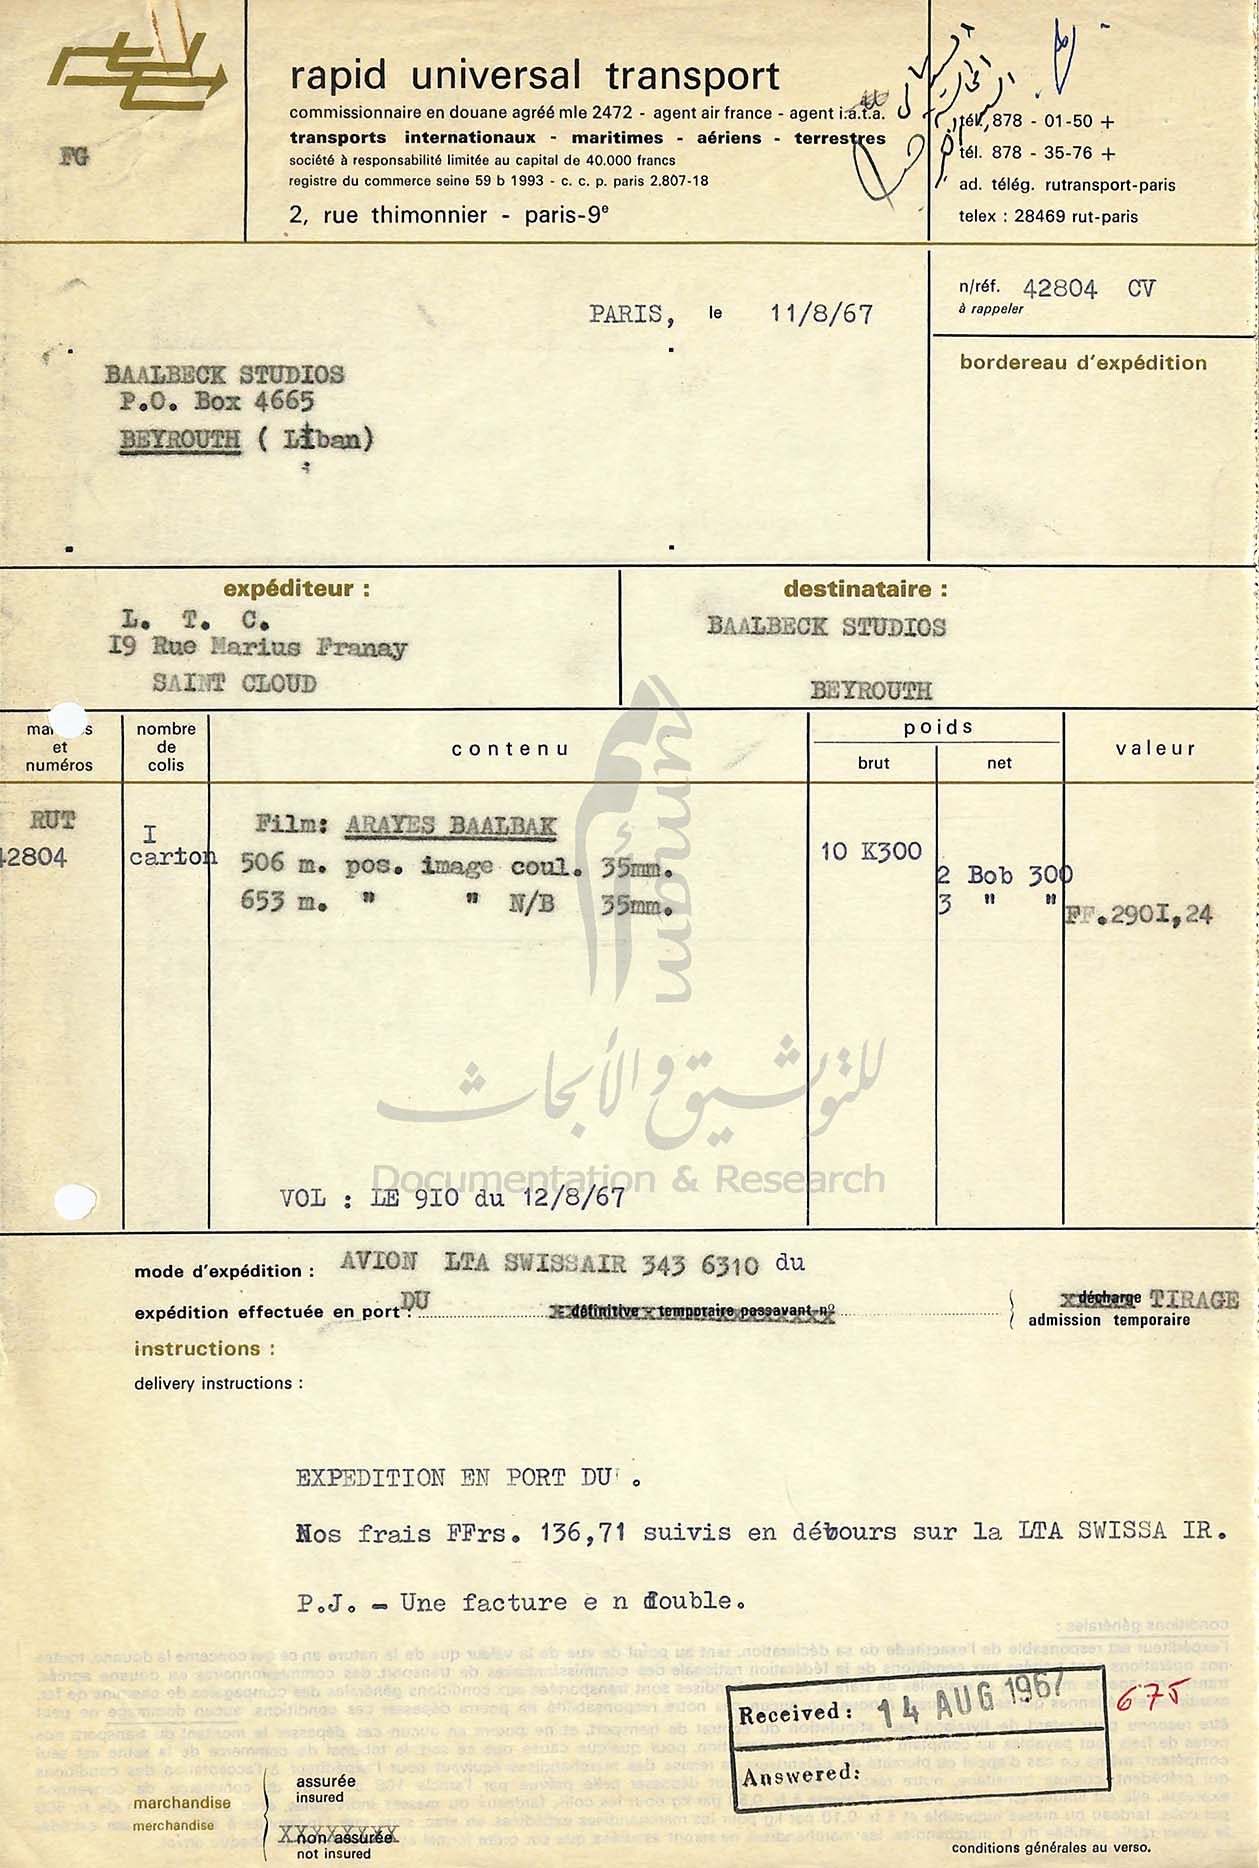 rapid universal transport
commissionnaire en douane agréé mle 2472 - agent air france - agent i.a.t.a.
transports internationaux - maritimes - aériens - terrestres
société à responsabilité limitée au capital de 40.000 francs
registre du commerce seine 59 b 1993 - c. c. p. paris 2.807-18
2, rue thimonnier - paris-9e
FG
tél. 878 - 01-50 +
tél. 878 - 35-76 +
ad. télég. rutransport-paris
telex : 28469 rut-paris
n/réf. 42804 CV
à rappeler
PARIS, le 11/8/67
bordereau d'expédition
BAALBECK STUDIOS
P.O. Box 4665
BEYROUTH ( Liban)
expéditeur :
L. T. C.
19 Rue Marius Franay
SAINT CLOUD
destinataire :
BAALBECK STUDIOS
BEYROUTH
et
numéros
nombre
de
colis
contenu
poids
brut
net
valeur
RUT
42804
I
carton
Film: ARAYES BAALBAK
506 m. pos. image coul. 35mm.
653 m. " " N/B 35mm.
10 K300
2 Bob 300
3 " "
FF.290I,24
umam
للتوثيق والأبحاث
Documentation & Research
VOL : LE 9I0 du 12/8/67
mode d'expédition : AVION LTA SWISSAIR 343 6310 du
expédition effectuée en port : DU définitive - temporaire passavant nº décharge TIRAGE
admission temporaire
instructions :
delivery instructions :
EXPEDITION EN PORT DU .
Nos frais FFrs. 136,71 suivis en débours sur la LTA SWISSA IR.
P.J. - Une facture e n double.
Received: 14 AUG 1967
Answered:
675
marchandise
merchandise
assurée
insured
non assurée
not insured
conditions générales au verso.